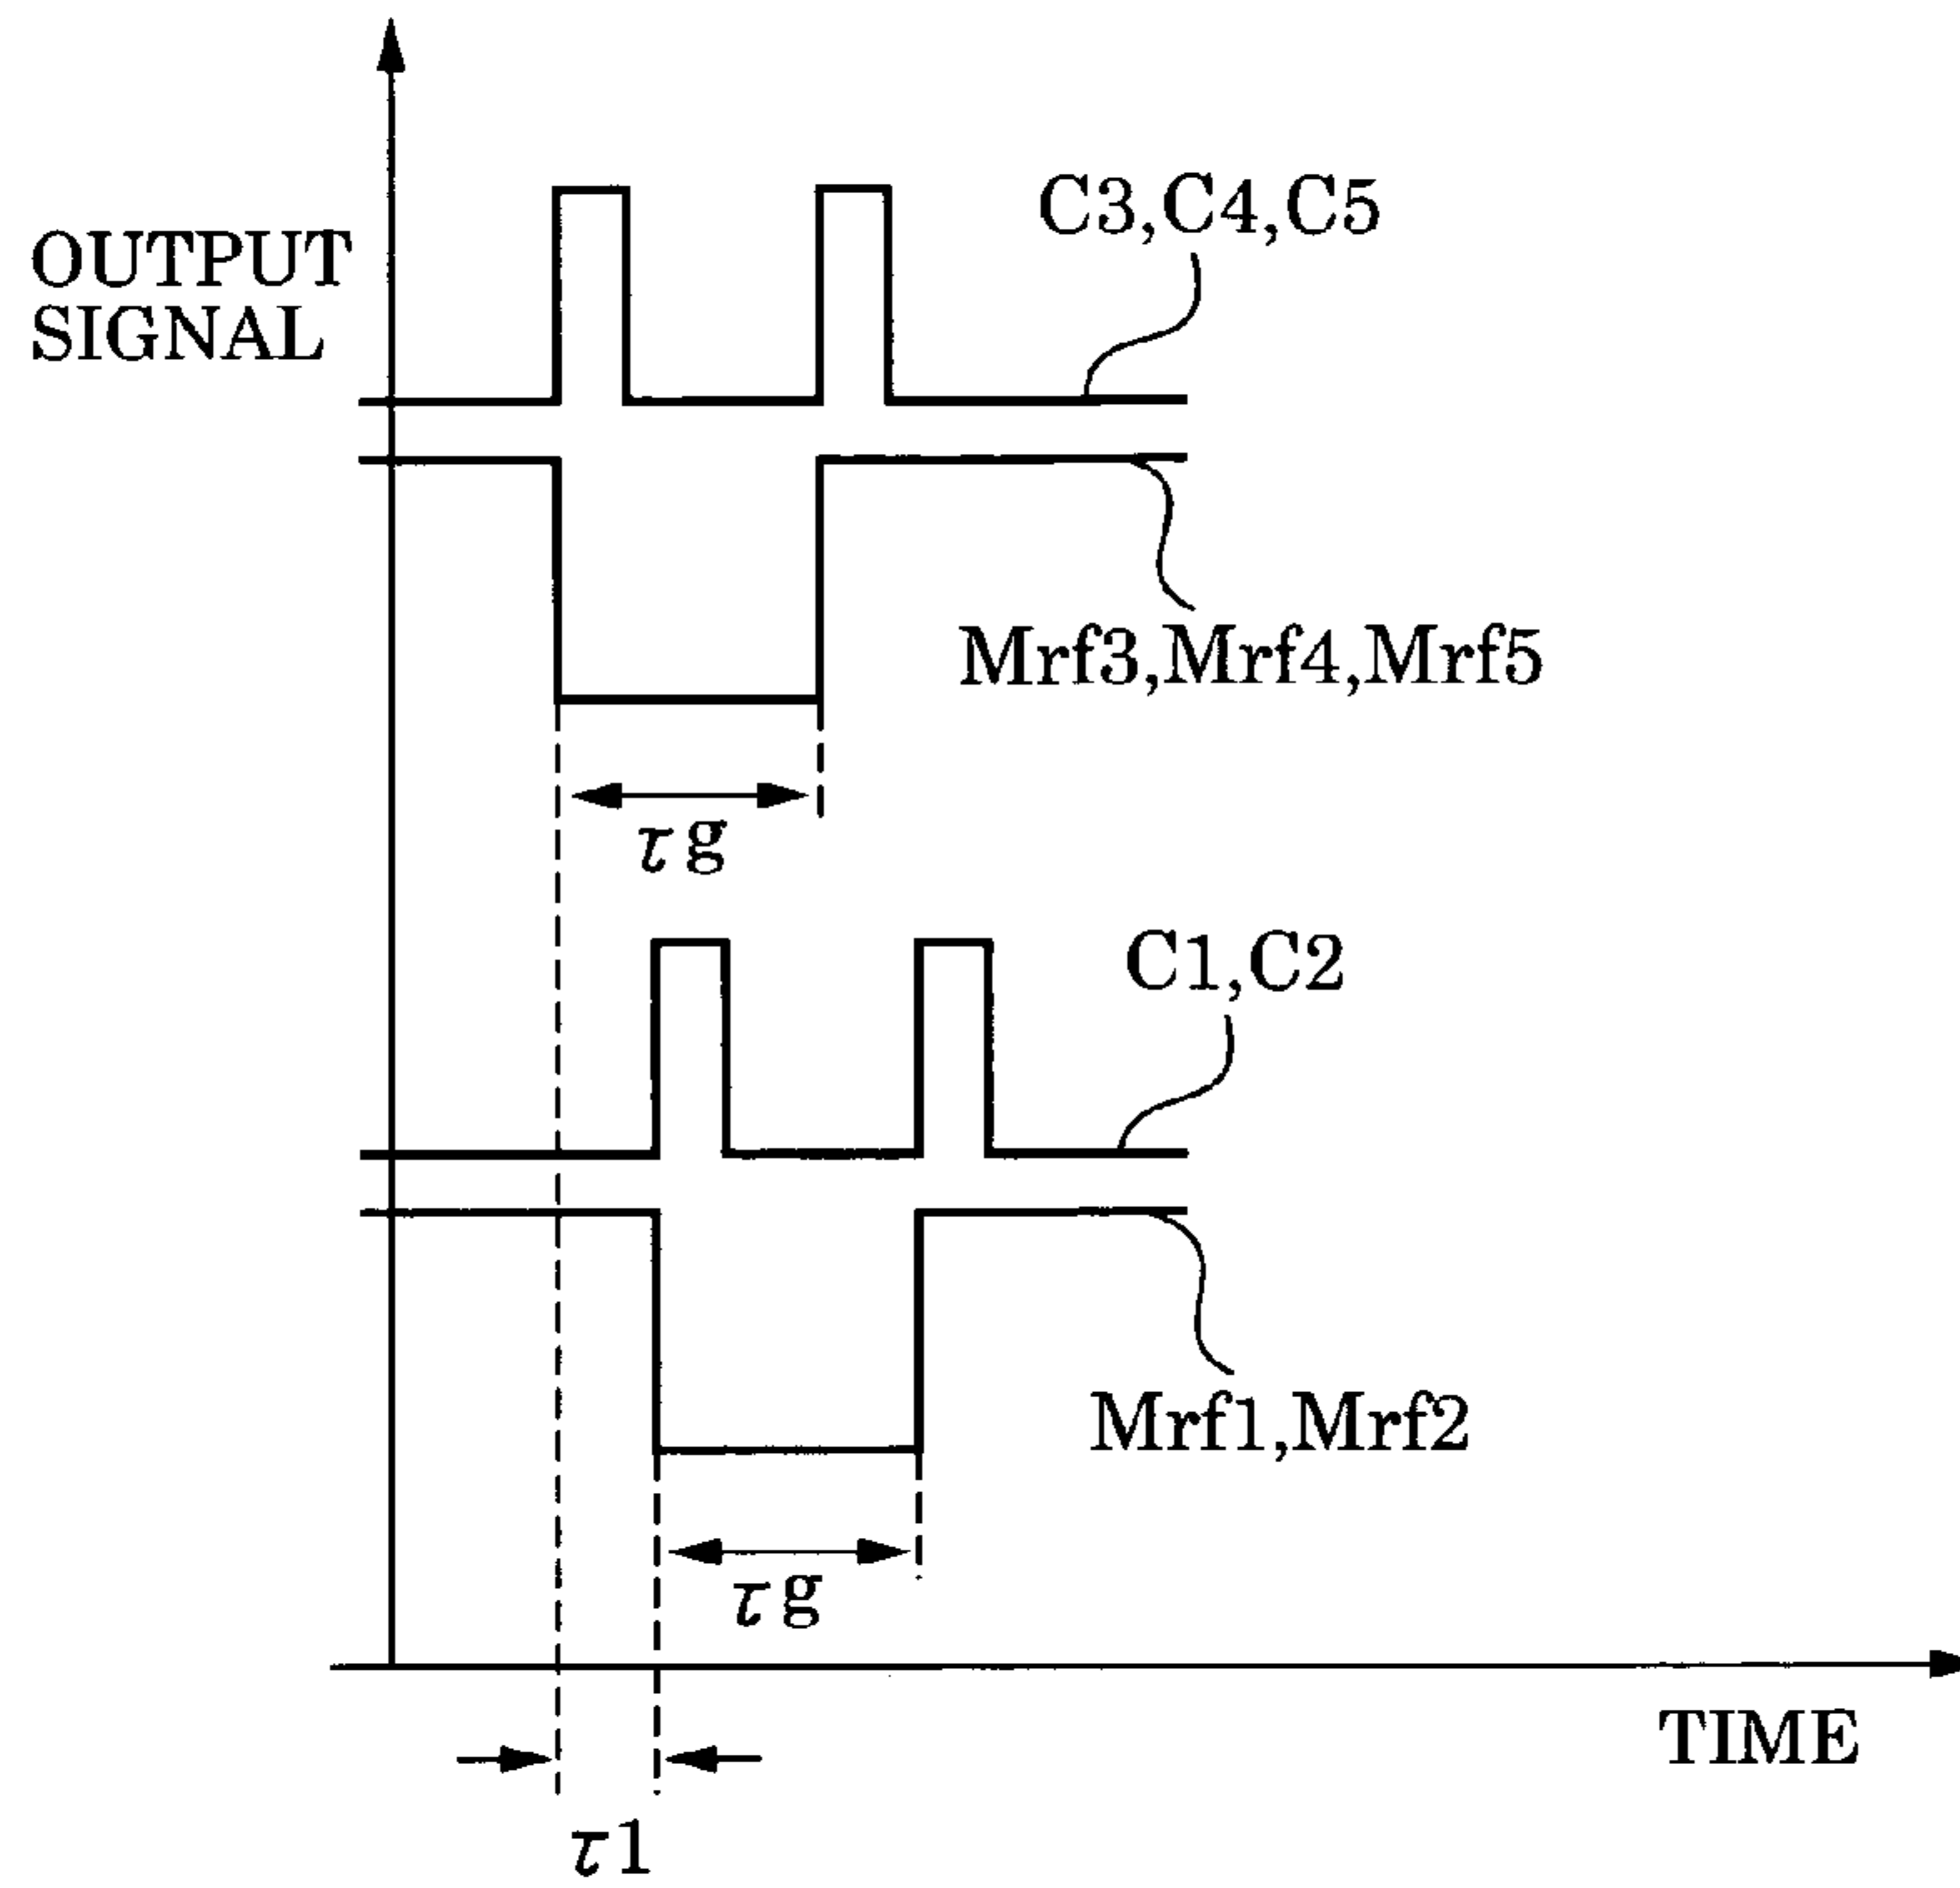 C3,C4,C5
OUTPUT
SIGNAL
Mrf3,Mrf4,Mrf5
τg
C1,C2
Mrf1,Mrf2
τg
TIME
τ1